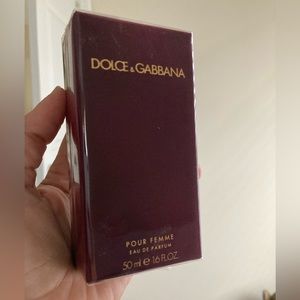 DOLCE & GABBANA
POUR FEMME
EAU DE PARFUM
50 ml ℮ 1.6 FL.OZ.